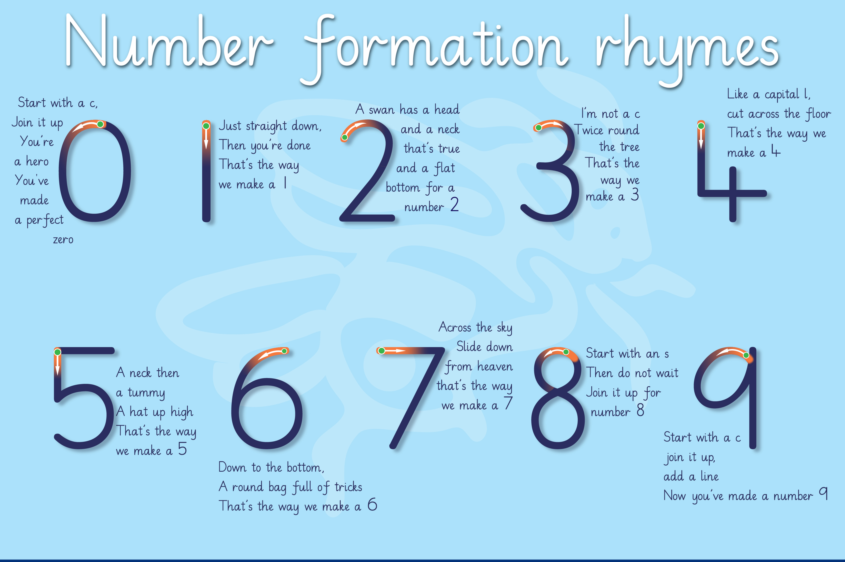 Number formation rhymes
Start with a c,
Join it up
You're
a hero
You've
made
a perfect
zero
0
1
Just straight down,
Then you're done
That's the way
we make a 1
2
A swan has a head
and a neck
that's true
and a flat
bottom for a
number 2
3
I'm not a c
Twice round
the tree
That's the
way we
make a 3
4
Like a capital l,
cut across the floor
That's the way we
make a 4
5
A neck then
a tummy
A hat up high
That's the way
we make a 5
6
Down to the bottom,
A round bag full of tricks
That's the way we make a 6
7
Across the sky
Slide down
from heaven
that's the way
we make a 7
8
Start with an s
Then do not wait
Join it up for
number 8
9
Start with a c
join it up,
add a line
Now you've made a number 9